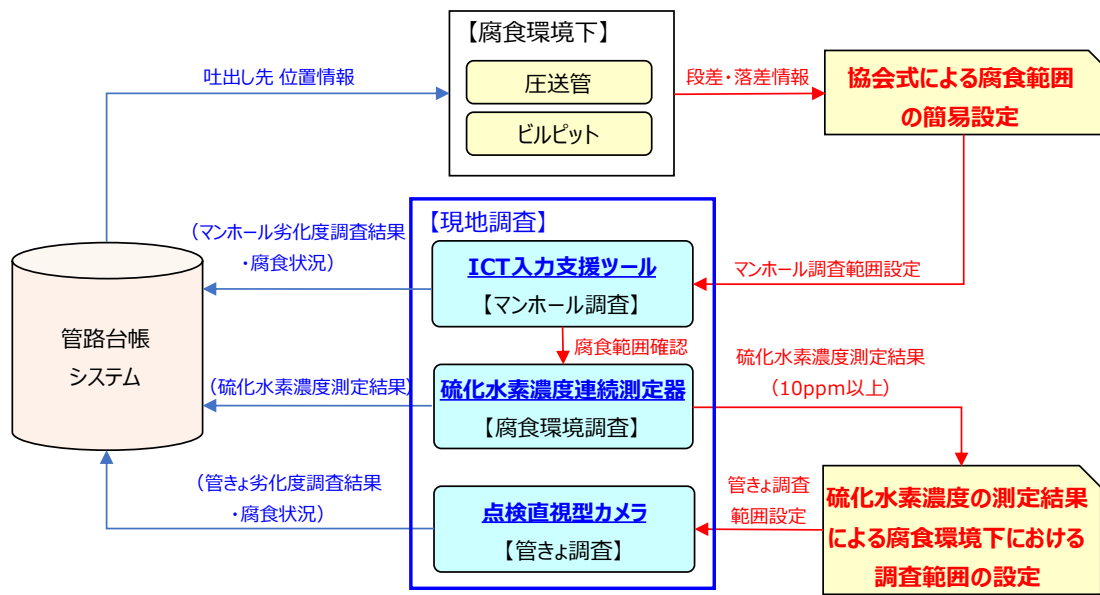 【腐食環境下】
吐出し先 位置情報
圧送管
ビルピット
段差・落差情報
協会式による腐食範囲
の簡易設定
【現地調査】
（マンホール劣化度調査結果
・腐食状況）
ICT入力支援ツール
【マンホール調査】
マンホール調査範囲設定
管路台帳
システム
腐食範囲確認
硫化水素濃度測定結果
（10ppm以上）
（硫化水素濃度測定結果）
硫化水素濃度連続測定器
【腐食環境調査】
（管きょ劣化度調査結果
・腐食状況）
点検直視型カメラ
【管きょ調査】
管きょ調査
範囲設定
硫化水素濃度の測定結果
による腐食環境下における
調査範囲の設定